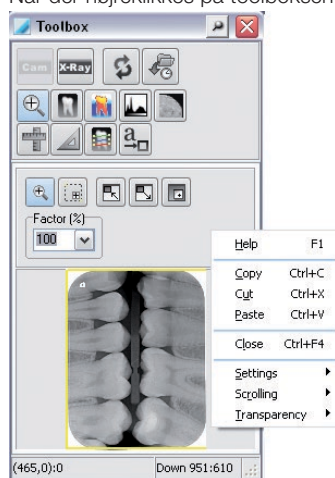 Når der højreklikkes på toolboksen
Toolbox
Cam X-Ray
a
Factor (%)
100
a
Help F1
Copy Ctrl+C
Cut Ctrl+X
Paste Ctrl+V
Close Ctrl+F4
Settings
Scrolling
Transparency
(465,0):0 Down 951:610